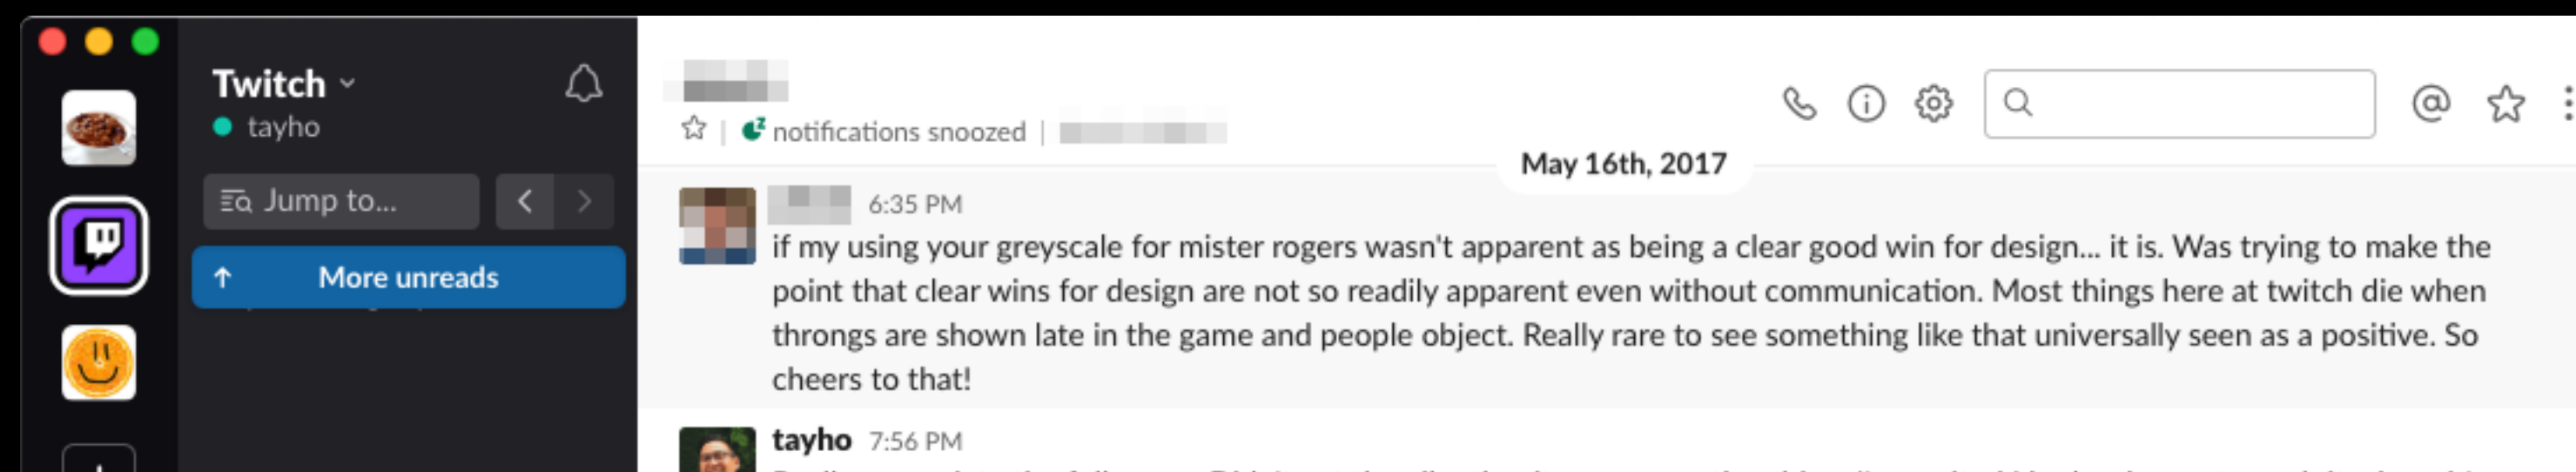 Twitch
tayho
Jump to...
More unreads
notifications snoozed
May 16th, 2017
6:35 PM
if my using your greyscale for mister rogers wasn't apparent as being a clear good win for design... it is. Was trying to make the
point that clear wins for design are not so readily apparent even without communication. Most things here at twitch die when
throngs are shown late in the game and people object. Really rare to see something like that universally seen as a positive. So
cheers to that!
tayho 7:56 PM